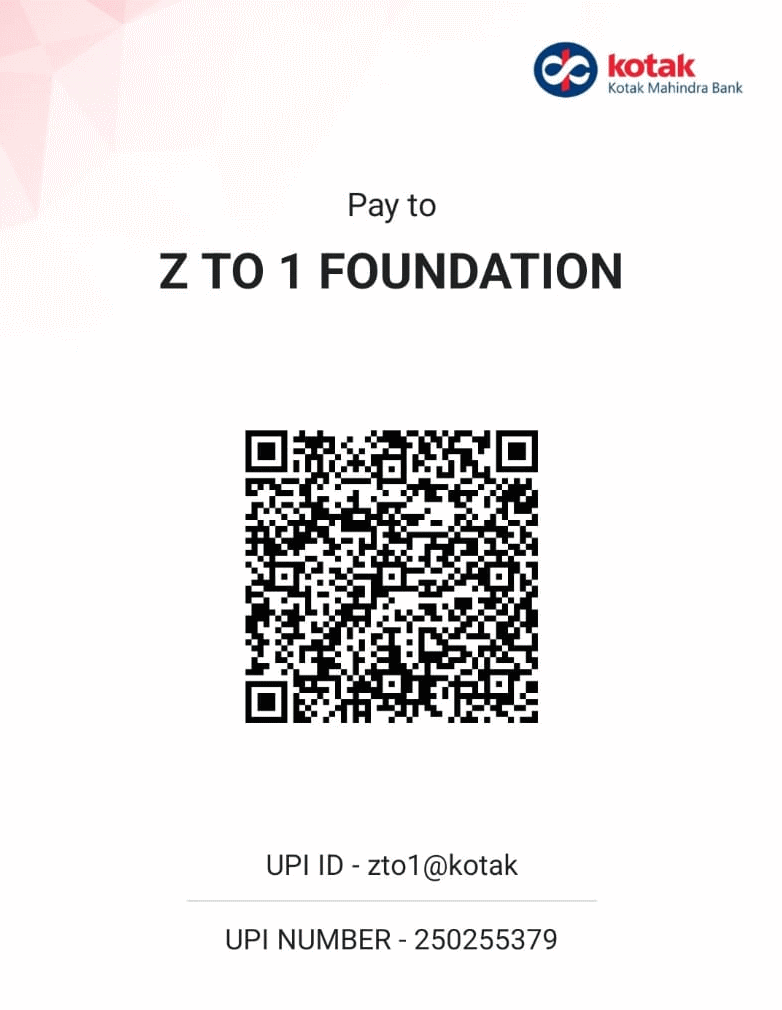 kotak
Kotak Mahindra Bank
Pay to
Z TO 1 FOUNDATION
UPI ID - zto1@kotak
UPI NUMBER - 250255379